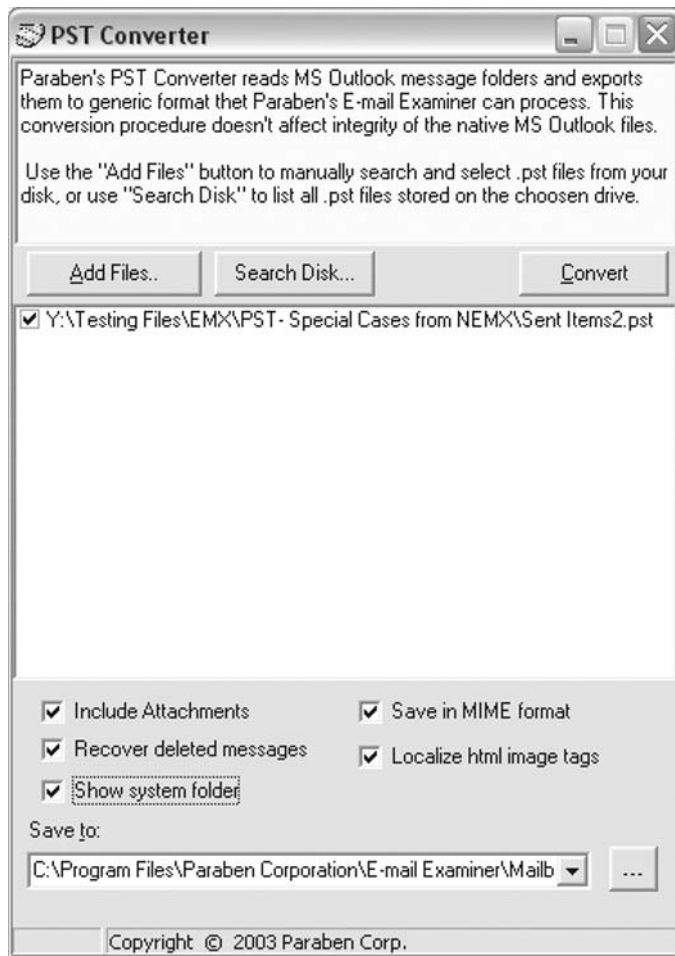 PST Converter
Paraben's PST Converter reads MS Outlook message folders and exports
them to generic format thet Paraben's E-mail Examiner can process. This
conversion procedure doesn't affect integrity of the native MS Outlook files.
Use the "Add Files" button to manually search and select .pst files from your
disk, or use "Search Disk" to list all .pst files stored on the choosen drive.
Add Files.. Search Disk... Convert
Y:\Testing Files\EMX\PST- Special Cases from NEMX\Sent Items2.pst
Include Attachments Save in MIME format
Recover deleted messages Localize html image tags
Show system folder
Save to:
C:\Program Files\Paraben Corporation\E-mail Examiner\Mailb ...
Copyright © 2003 Paraben Corp.